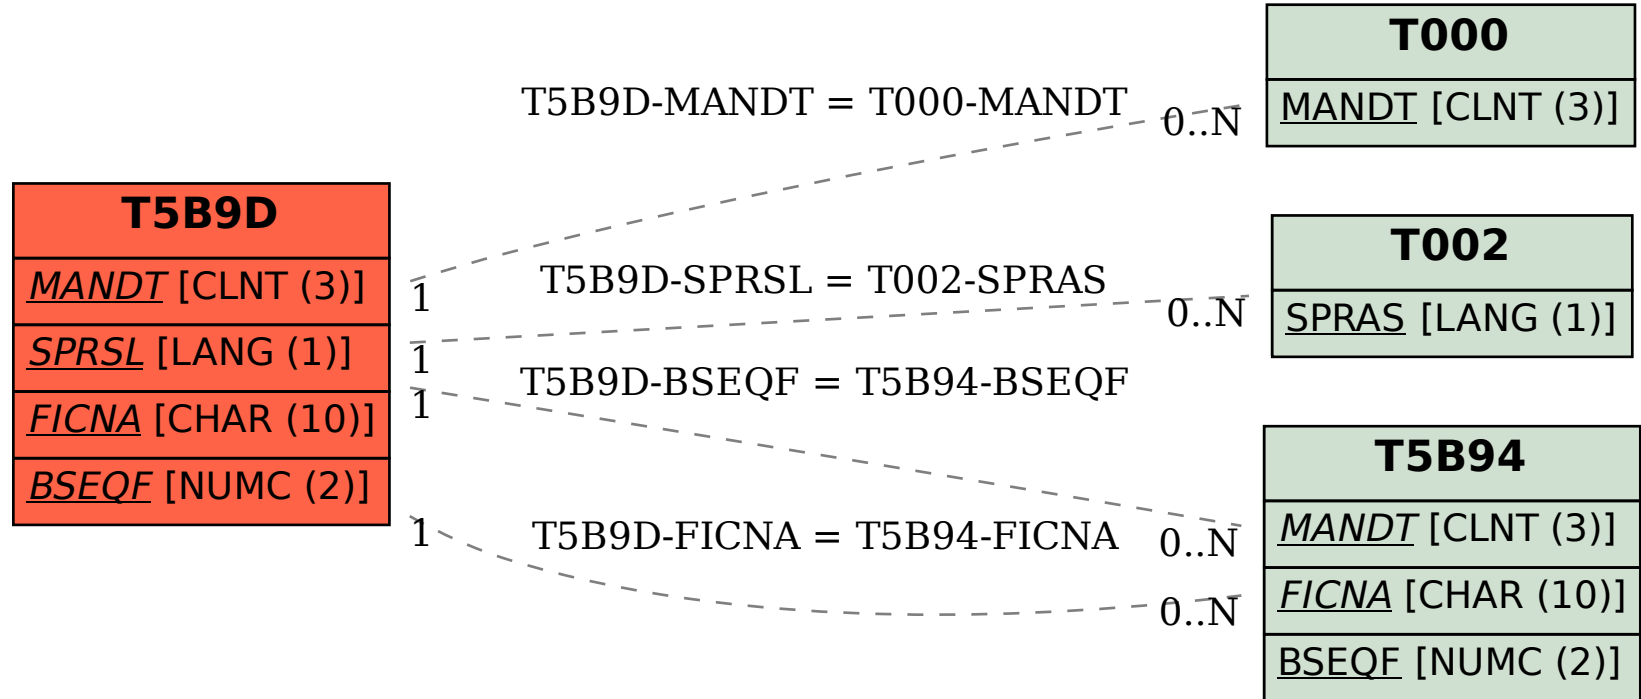 T5B9D
MANDT [CLNT (3)]
SPRSL [LANG (1)]
FICNA [CHAR (10)]
BSEQF [NUMC (2)]
T5B9D-MANDT = T000-MANDT
1
0..N
T5B9D-SPRSL = T002-SPRAS
1
0..N
T5B9D-BSEQF = T5B94-BSEQF
1
0..N
T5B9D-FICNA = T5B94-FICNA
1
0..N
T000
MANDT [CLNT (3)]
T002
SPRAS [LANG (1)]
T5B94
MANDT [CLNT (3)]
FICNA [CHAR (10)]
BSEQF [NUMC (2)]